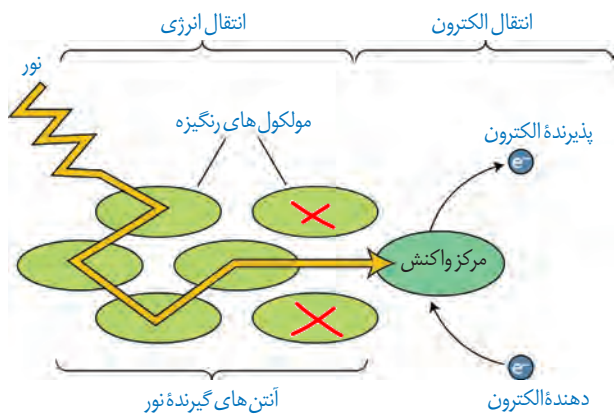 انتقال الکترون
انتقال انرژی
نور
مولکول‌های رنگیزه
پذیرندهٔ الکترون
e⁻
مرکز واکنش
e⁻
دهندهٔ الکترون
آنتن‌های گیرندهٔ نور